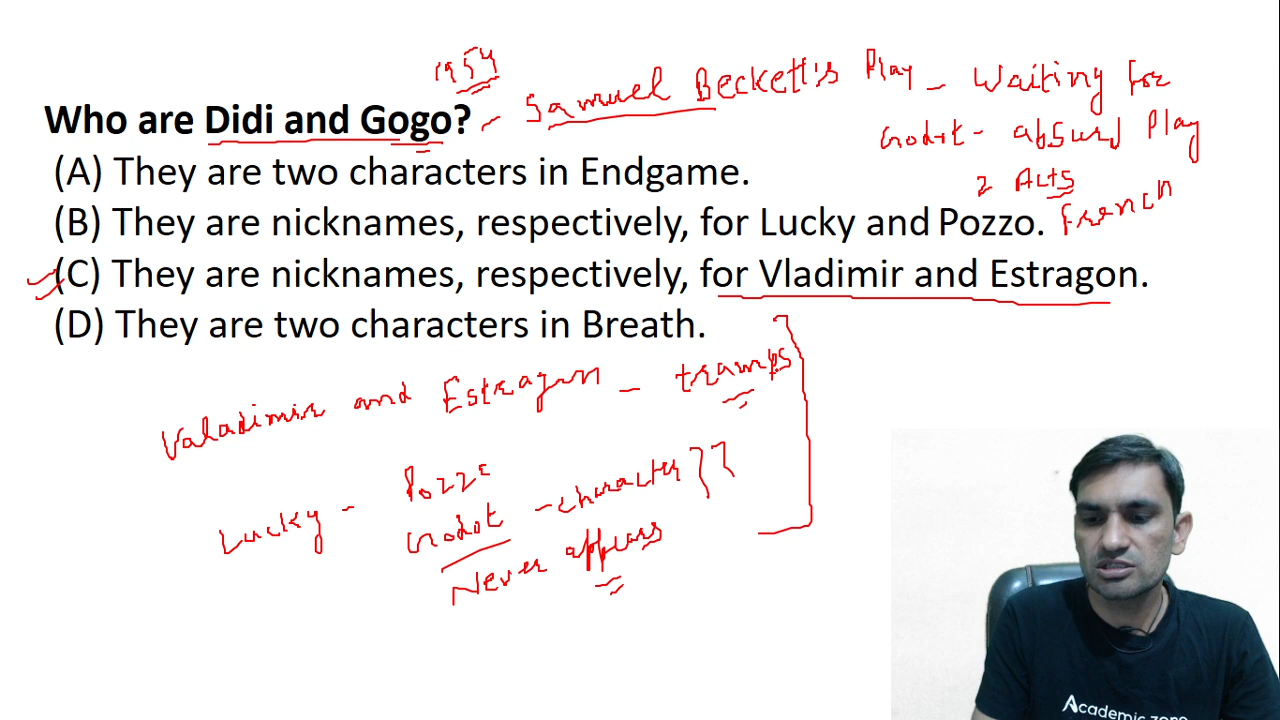 1954
Samuel Beckett's Play - Waiting for
Godot - absurd Play
2 Acts
French
Who are Didi and Gogo?
(A) They are two characters in Endgame.
(B) They are nicknames, respectively, for Lucky and Pozzo.
(C) They are nicknames, respectively, for Vladimir and Estragon.
(D) They are two characters in Breath.
Valadimir and Estragon - tramps
Lucky - Pozzo
Godot - character
Never appears
Academic zone